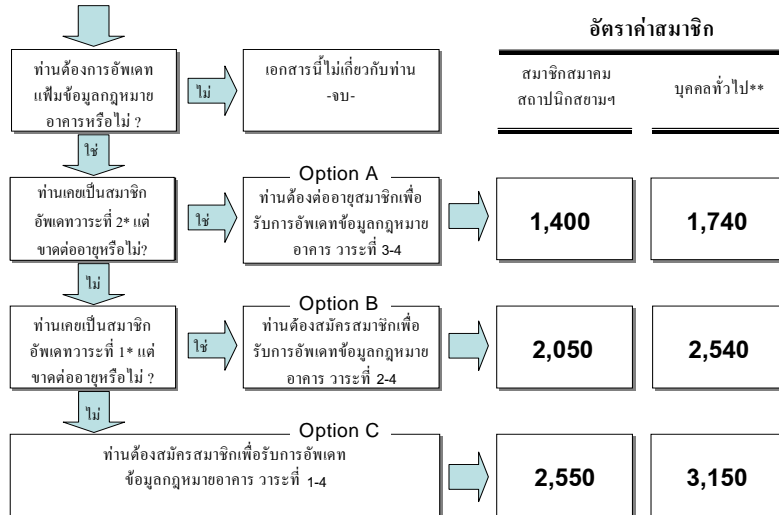 อัตราค่าสมาชิก
ท่านต้องการอัพเดท
แฟ้มข้อมูลกฎหมาย
อาคารหรือไม่ ?
ไม่
เอกสารนี้ไม่เกี่ยวกับท่าน
-จบ-
สมาชิกสมาคม
สถาปนิกสยามฯ
บุคคลทั่วไป**
ใช่
ท่านเคยเป็นสมาชิก
อัพเดทวาระที่ 2* แต่
ขาดต่ออายุหรือไม่?
ใช่
Option A
ท่านต้องต่ออายุสมาชิกเพื่อ
รับการอัพเดทข้อมูลกฎหมาย
อาคาร วาระที่ 3-4
1,400
1,740
ไม่
ท่านเคยเป็นสมาชิก
อัพเดทวาระที่ 1* แต่
ขาดต่ออายุหรือไม่ ?
ใช่
Option B
ท่านต้องสมัครสมาชิกเพื่อ
รับการอัพเดทข้อมูลกฎหมาย
อาคาร วาระที่ 2-4
2,050
2,540
ไม่
Option C
ท่านต้องสมัครสมาชิกเพื่อรับการอัพเดท
ข้อมูลกฎหมายอาคาร วาระที่ 1-4
2,550
3,150